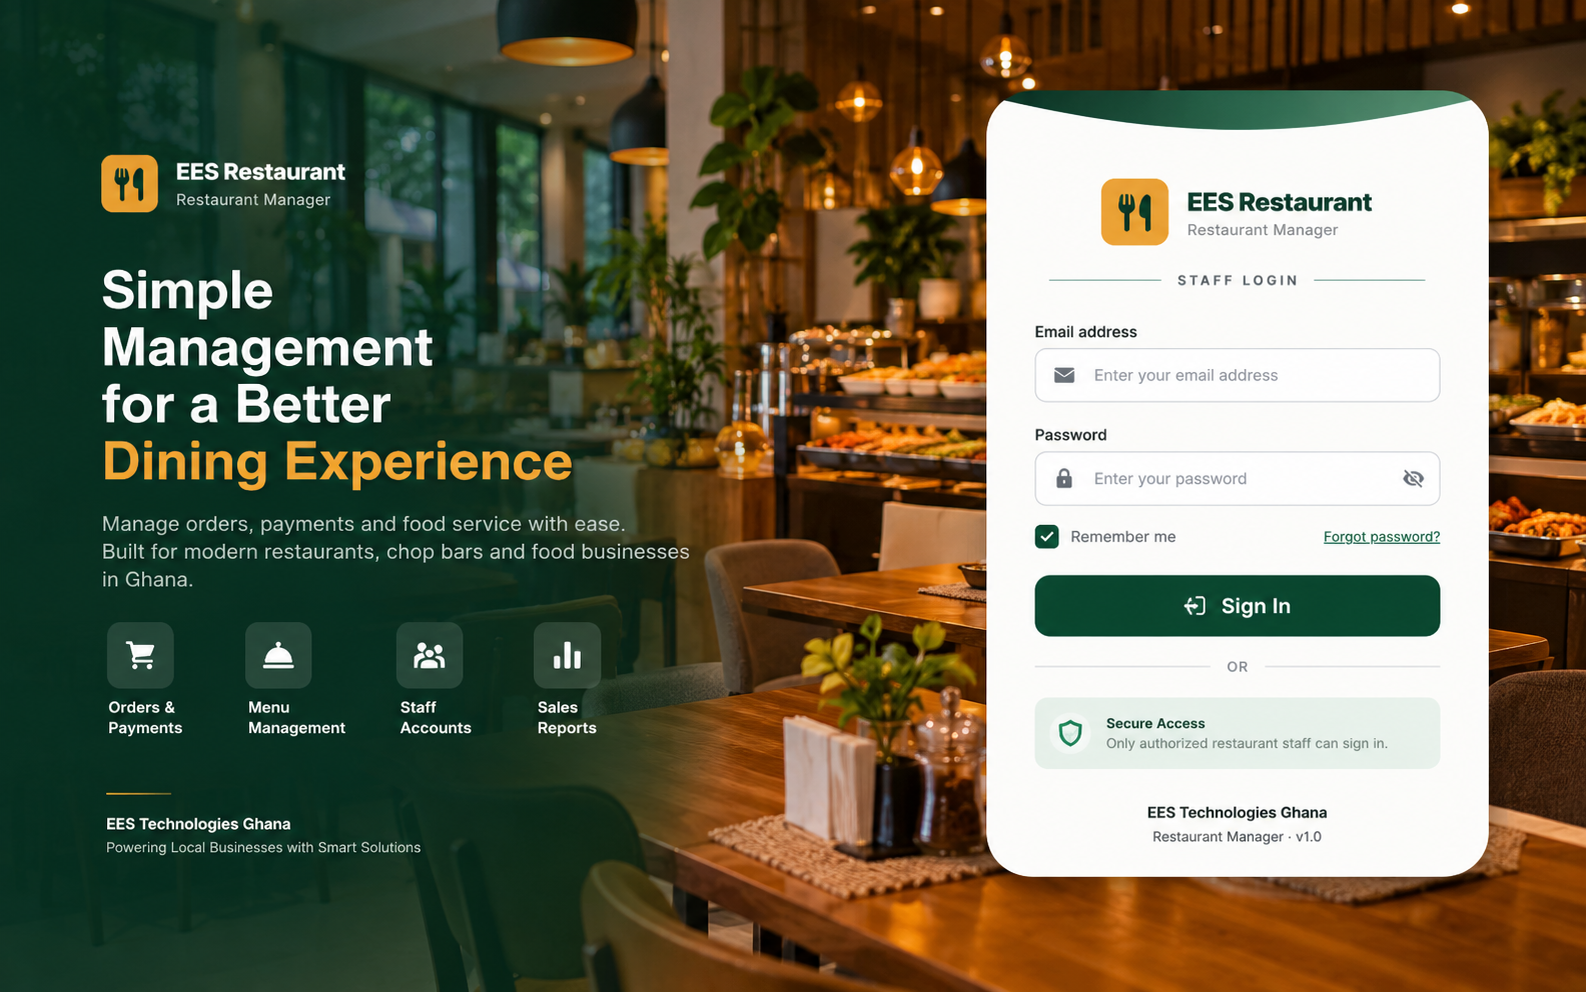 EES Restaurant
Restaurant Manager
Simple
Management
for a Better
Dining Experience
Manage orders, payments and food service with ease.
Built for modern restaurants, chop bars and food businesses
in Ghana.
Orders &
Payments
Menu
Management
Staff
Accounts
Sales
Reports
EES Technologies Ghana
Powering Local Businesses with Smart Solutions
EES Restaurant
Restaurant Manager
STAFF LOGIN
Email address
Enter your email address
Password
Enter your password
Remember me
Forgot password?
Sign In
OR
Secure Access
Only authorized restaurant staff can sign in.
EES Technologies Ghana
Restaurant Manager · v1.0